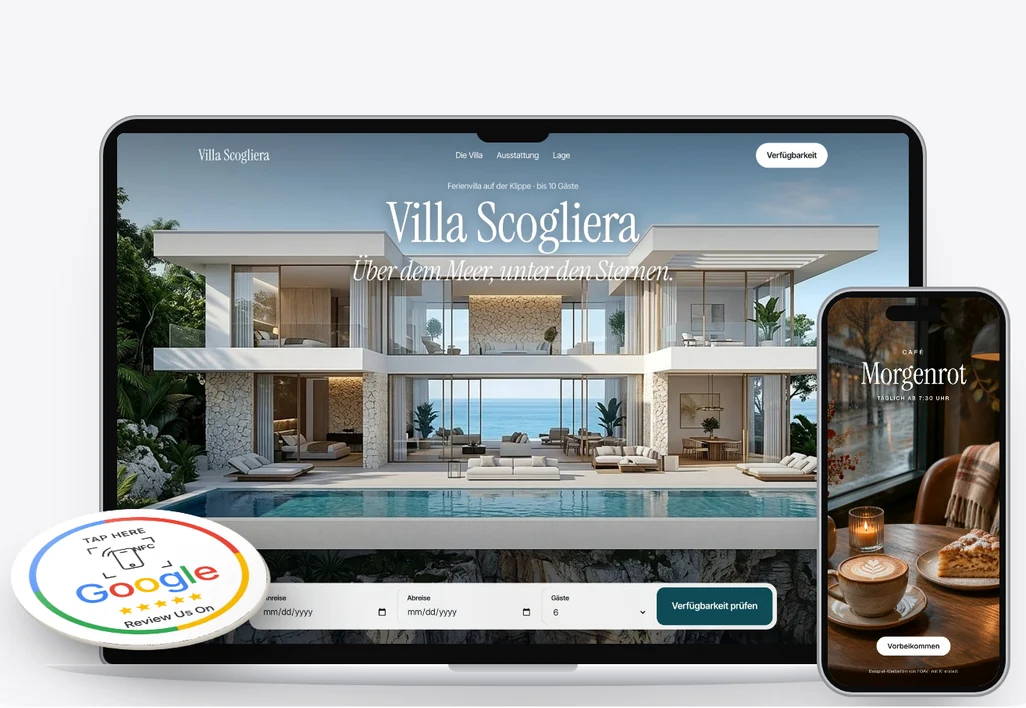 Villa Scogliera
Die Villa Ausstattung Lage
Verfügbarkeit
Ferienvilla auf der Klippe · bis 10 Gäste
Villa Scogliera
Über dem Meer, unter den Sternen.
Anreise
mm/dd/yyyy
Abreise
mm/dd/yyyy
Gäste
6
Verfügbarkeit prüfen
TAP HERE
NFC
Google
Review Us On
CAFÉ
Morgenrot
TÄGLICH AB 7:30 UHR
Vorbeikommen